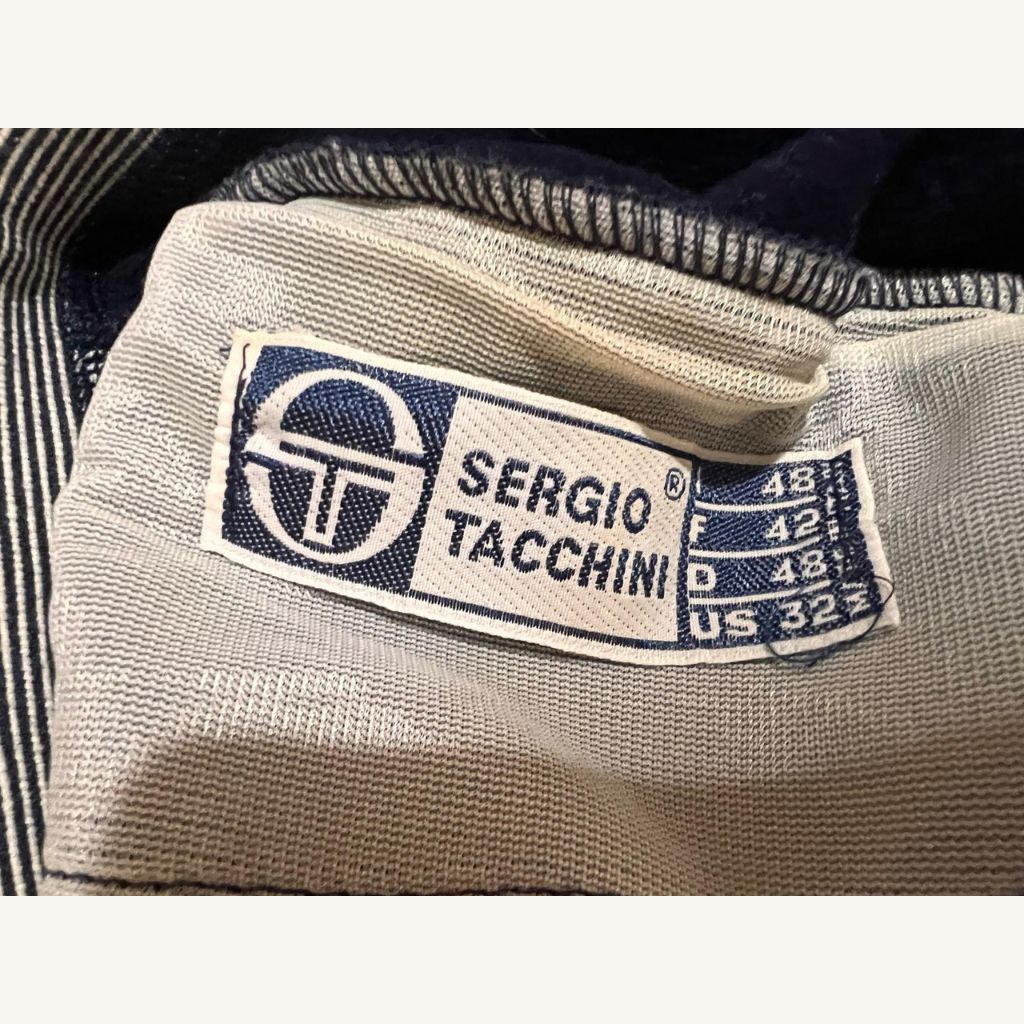 SERGIO ®
TACCHINI
I 48
F 42
D 48
US 32